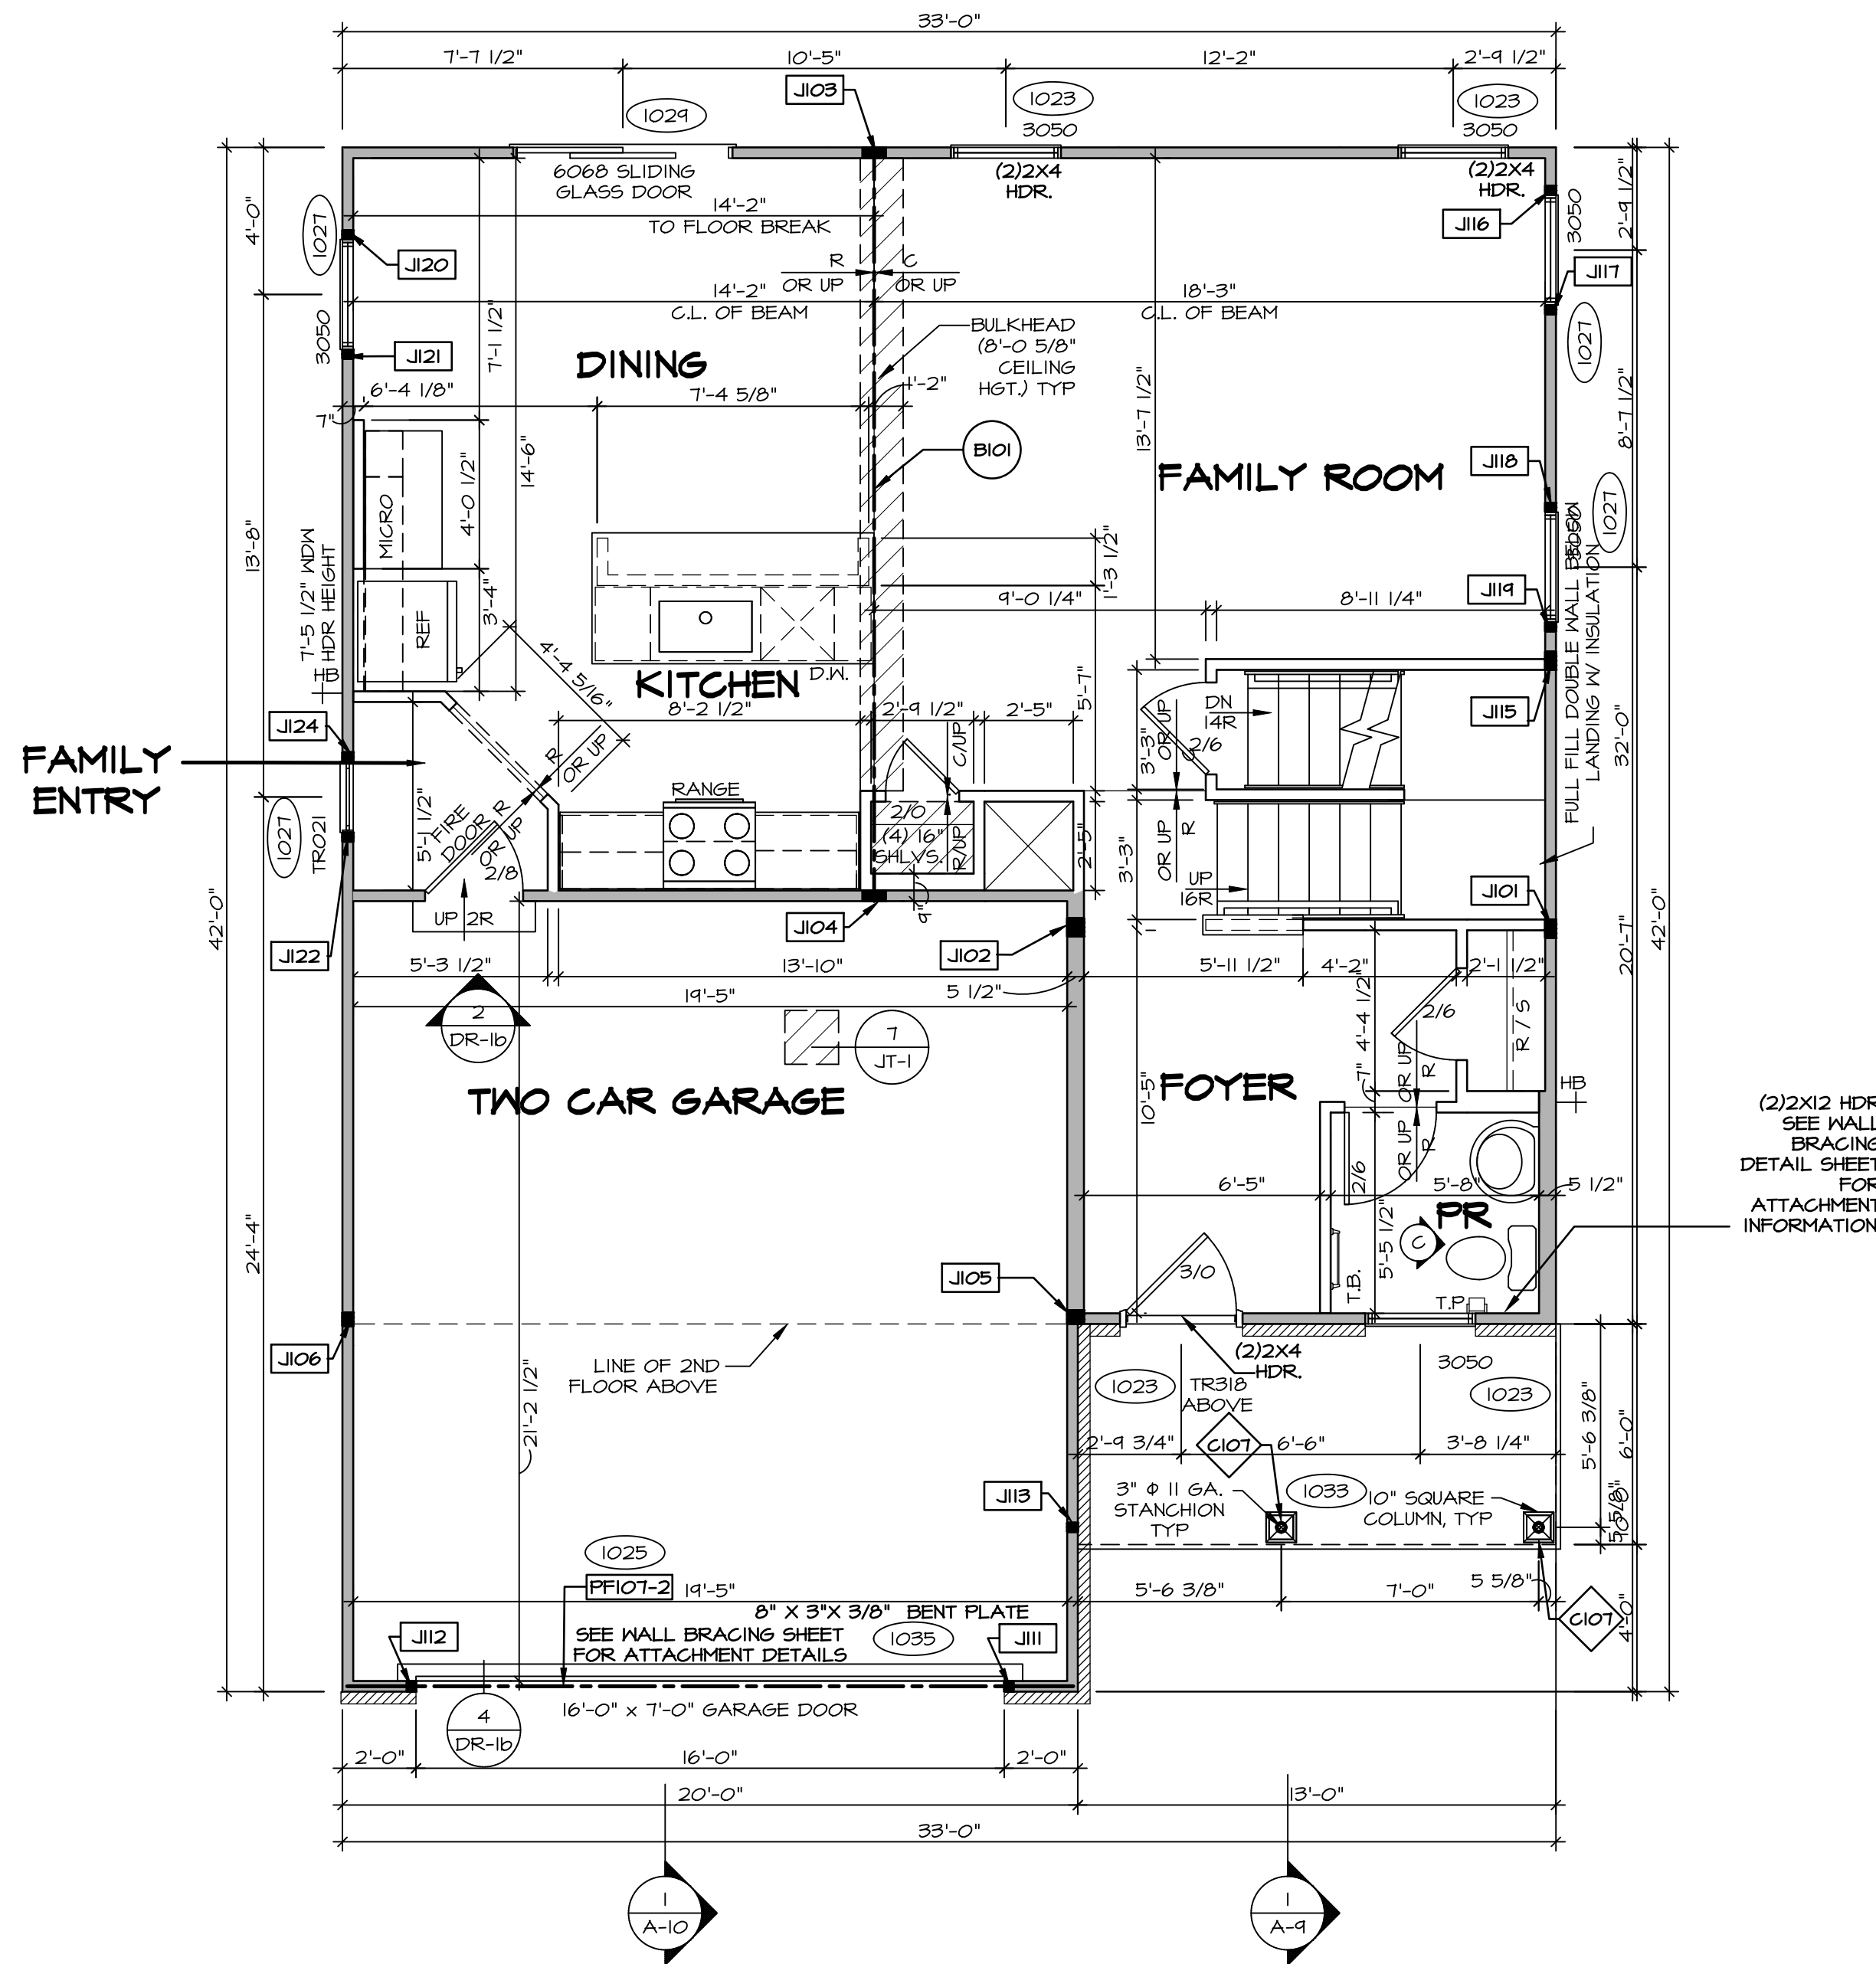 33'-0"
7'-7 1/2"
10'-5"
12'-2"
2'-9 1/2"
J103
1029
1023
1023
3050
3050
6068 SLIDING
GLASS DOOR
(2)2X4
HDR.
(2)2X4
HDR.
4'-0"
1027
J120
14'-2"
TO FLOOR BREAK
R
OR UP
C
OR UP
J116
3050
2'-9 1/2"
J117
14'-2"
C.L. OF BEAM
18'-3"
C.L. OF BEAM
3050
J121
7'-1 1/2"
DINING
BULKHEAD
(8'-0 5/8"
CEILING
HGT.) TYP
1027
6'-4 1/8"
7'-4 5/8"
1'-2"
7"
13'-7 1/2"
8'-7 1/2"
14'-6"
B101
FAMILY ROOM
J118
4'-0 1/2"
MICRO
13'-8"
7'-5 1/2" WDW
HDR HEIGHT
1027
3050
FULL FILL DOUBLE WALL BELOW
LANDING W/ INSULATION
1'-3 1/2"
J119
3'-4"
REF
9'-0 1/4"
8'-11 1/4"
HB
4'-4 5/16"
KITCHEN
D.W.
5'-7"
DN
14R
J115
32'-0"
J124
8'-2 1/2"
2'-9 1/2"
2'-5"
C/UP
3'-3"
OR UP
C
2/6
FAMILY
ENTRY
R
OR UP
RANGE
5'-1 1/2"
FIRE
DOOR
R
OR UP
2/8
1027
TR021
2/0
(4) 16"
SHLVS.
R/UP
2'-5"
3'-3"
OR UP
R
UP
16R
J101
42'-0"
UP 2R
9"
J104
J102
J122
20'-7"
42'-0"
5'-3 1/2"
13'-10"
5'-11 1/2"
4'-2"
2'-1 1/2"
19'-5"
5 1/2"
2
DR-1b
7
JT-1
4'-4 1/2"
2/6
R / S
TWO CAR GARAGE
FOYER
10'-5"
7"
OR UP
R
HB
(2)2X12 HDR
SEE WALL
BRACING
DETAIL SHEET
FOR
ATTACHMENT
INFORMATION
OR UP
R
2/6
6'-5"
5'-8"
5 1/2"
PR
C
5'-5 1/2"
T.B.
T.P
24'-4"
J105
3/0
J106
LINE OF 2ND
FLOOR ABOVE
(2)2X4
HDR.
3050
1023
TR318
ABOVE
1023
21'-2 1/2"
2'-9 3/4"
C107
6'-6"
3'-8 1/4"
5'-6 3/8"
6'-0"
J113
3" Φ 11 GA.
STANCHION
TYP
1033
10" SQUARE
COLUMN, TYP
1025
PF107-2
19'-5"
5'-6 3/8"
7'-0"
5 5/8"
C107
4'-0"
8" X 3"X 3/8" BENT PLATE
J112
SEE WALL BRACING SHEET
FOR ATTACHMENT DETAILS
1035
J111
16'-0" x 7'-0" GARAGE DOOR
4
DR-1b
2'-0"
16'-0"
2'-0"
20'-0"
13'-0"
33'-0"
1
A-10
1
A-9